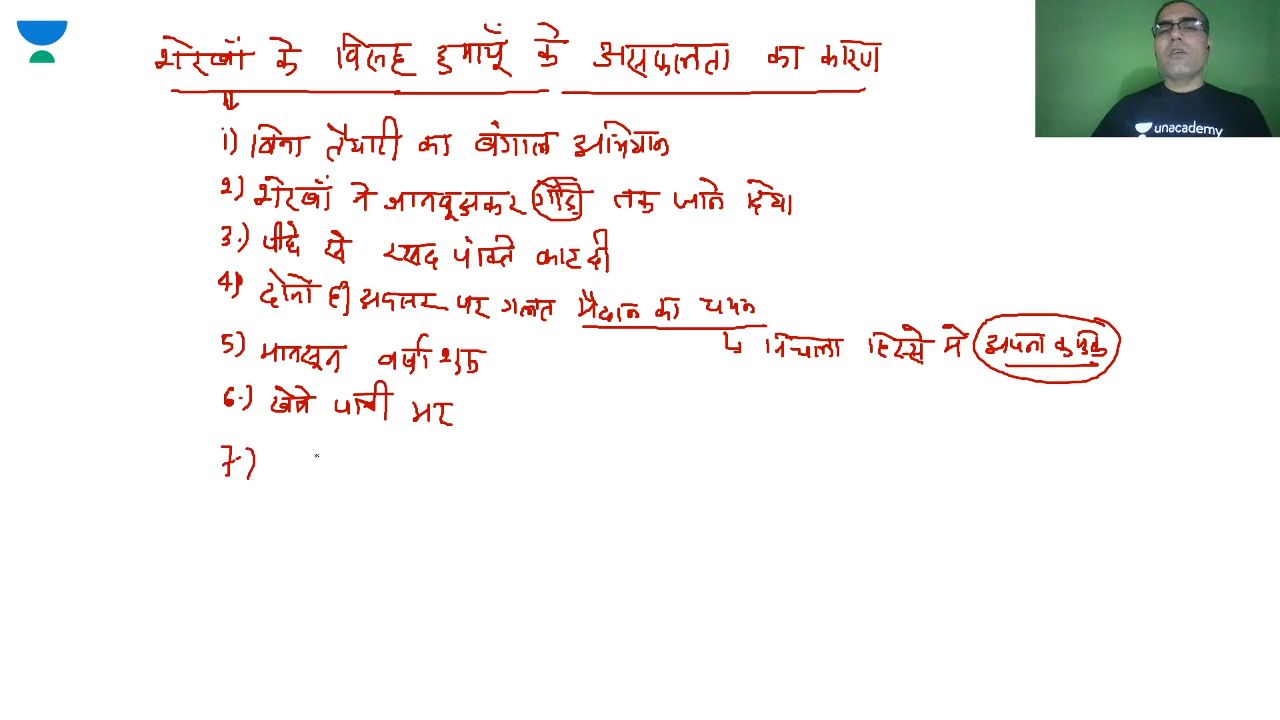 शेरखाँ के विरूद्ध हुमायूँ के असफलता का कारण
1) बिना तैयारी का बंगाल अभियान
2) शेरखाँ ने जानबूझकर गौड़ तक जाने दिया
3.) पीछे से रसद पंक्ति काट दी
4) दोनों ही अवसर पर गलत मैदान का चयन
↳ निचला हिस्से में अपना
5) मानसून वर्षा शुरू
6.) खेमे पानी भर
7.)
unacademy